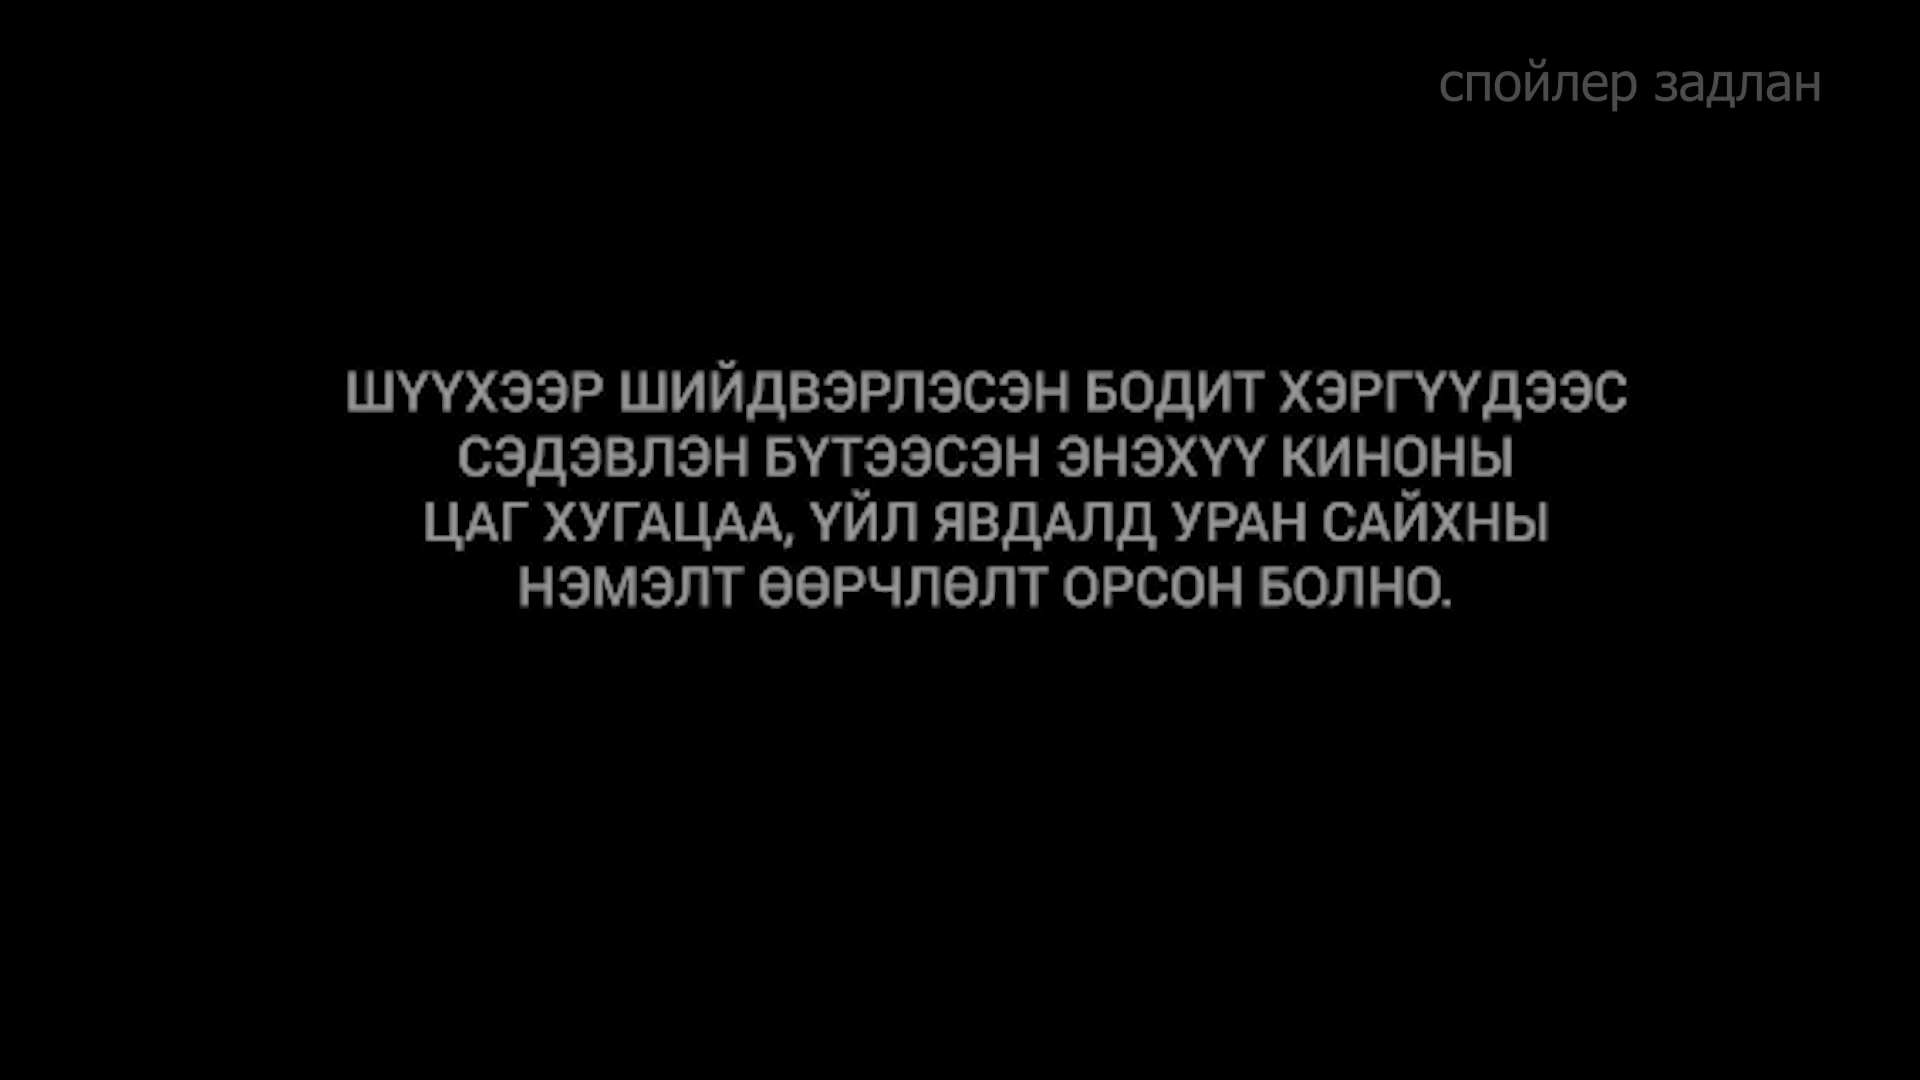 спойлер задлан
ШҮҮХЭЭР ШИЙДВЭРЛЭСЭН БОДИТ ХЭРГҮҮДЭЭС
СЭДЭВЛЭН БҮТЭЭСЭН ЭНЭХҮҮ КИНОНЫ
ЦАГ ХУГАЦАА, ҮЙЛ ЯВДАЛД УРАН САЙХНЫ
НЭМЭЛТ ӨӨРЧЛӨЛТ ОРСОН БОЛНО.